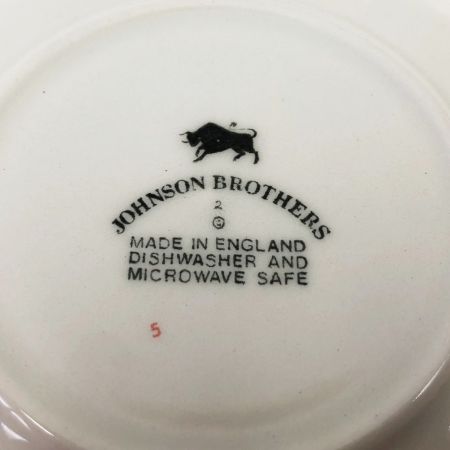 JOHNSON BROTHERS
2
MADE IN ENGLAND
DISHWASHER AND
MICROWAVE SAFE
5